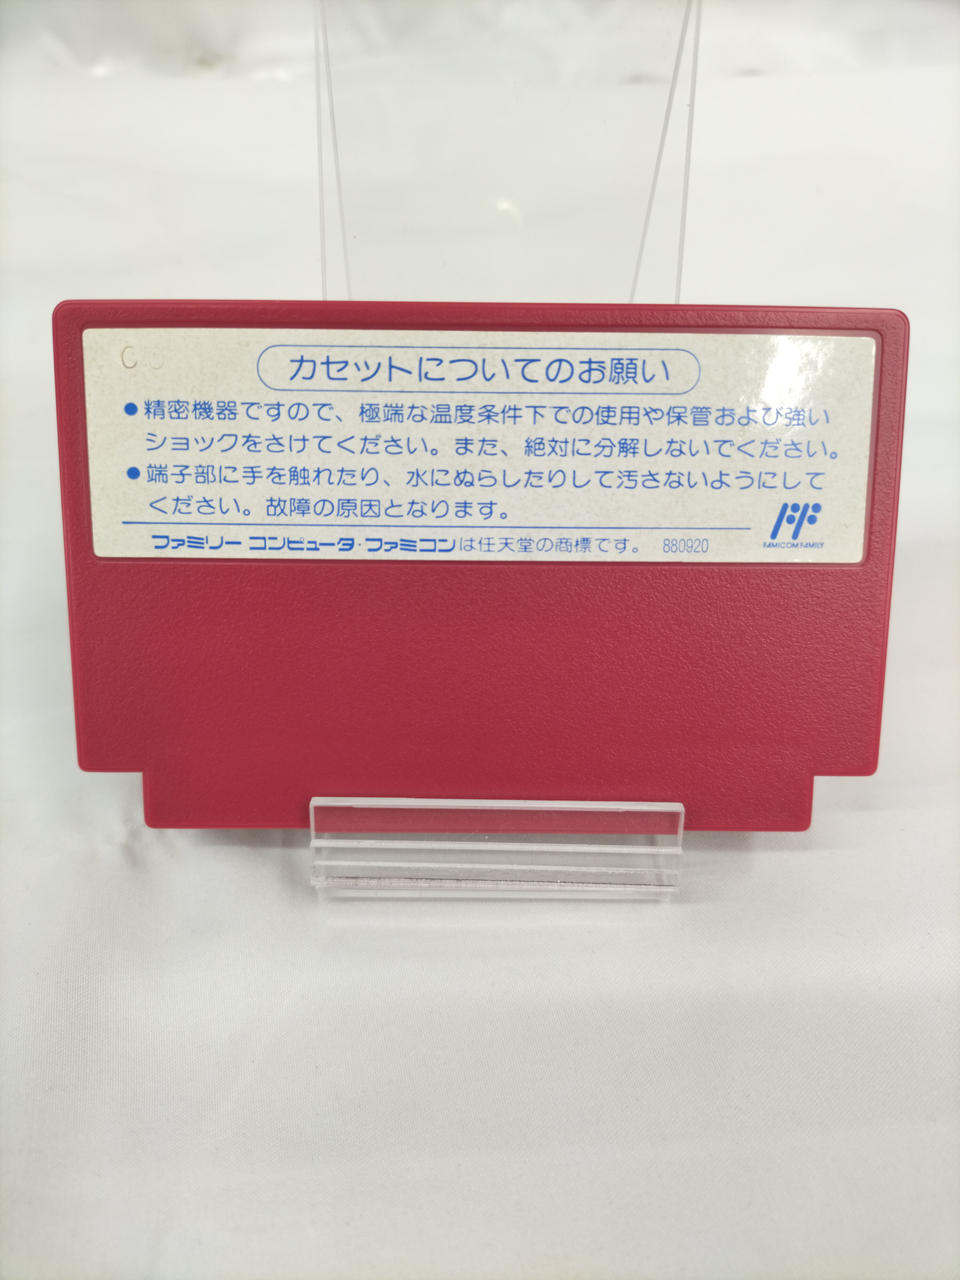 カセットについてのお願い
●精密機器ですので、極端な温度条件下での使用や保管および強い
ショックをさけてください。また、絶対に分解しないでください。
●端子部に手を触れたり、水にぬらしたりして汚さないようにして
ください。故障の原因となります。
ファミリー コンピュータ・ファミコンは任天堂の商標です。 880920
FAMICOM FAMILY